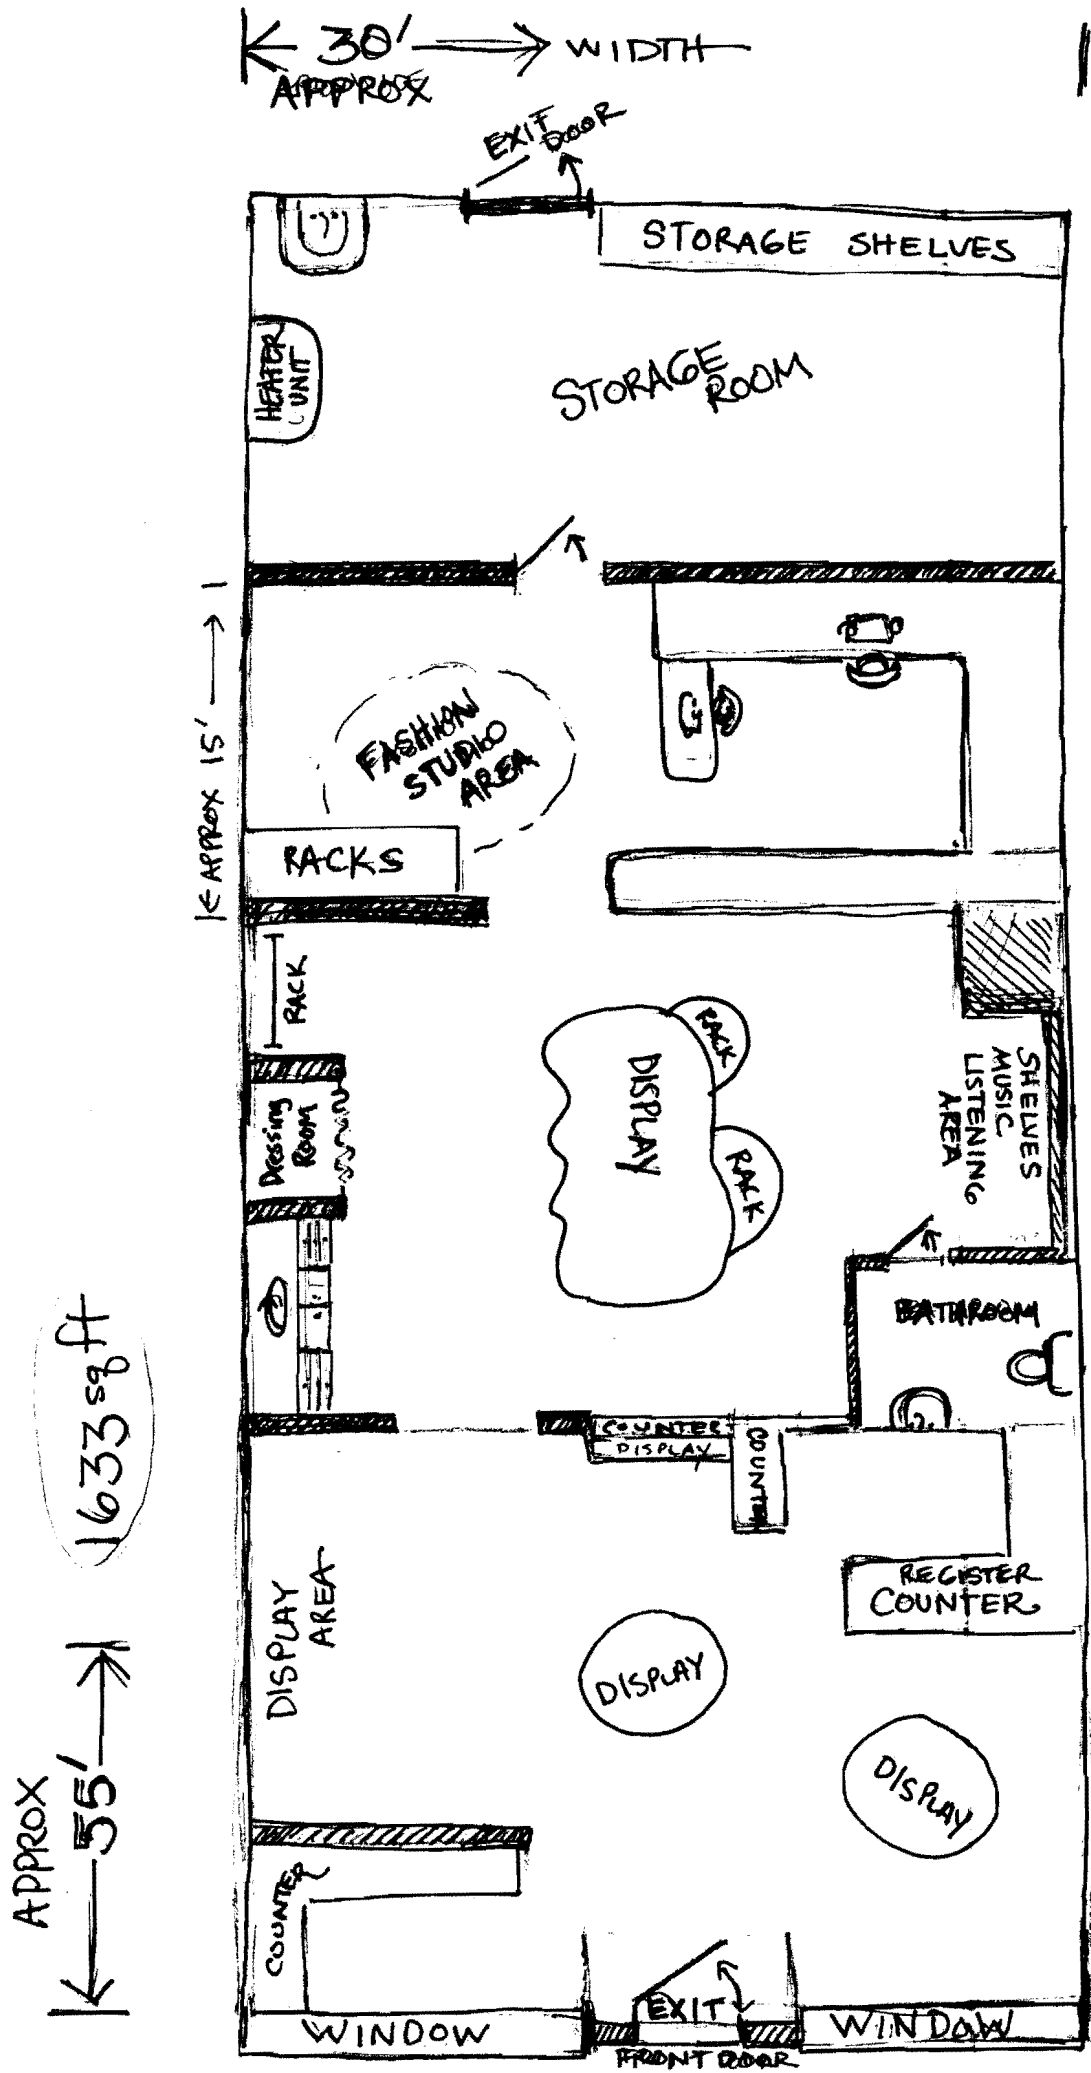 30' WIDTH
APPROX
EXIT
DOOR
STORAGE SHELVES
HEATER
UNIT
STORAGE
ROOM
APPROX 15'
FASHION
STUDIO
AREA
RACKS
RACK
DISPLAY
RACK
RACK
SHELVES
MUSIC
LISTENING
AREA
Dressing
ROOM
BATHROOM
1633 sq ft
COUNTER
DISPLAY
COUNTER
REGISTER
COUNTER
DISPLAY
AREA
DISPLAY
DISPLAY
APPROX
55'
COUNTER
WINDOW
EXIT
WINDOW
FRONT DOOR